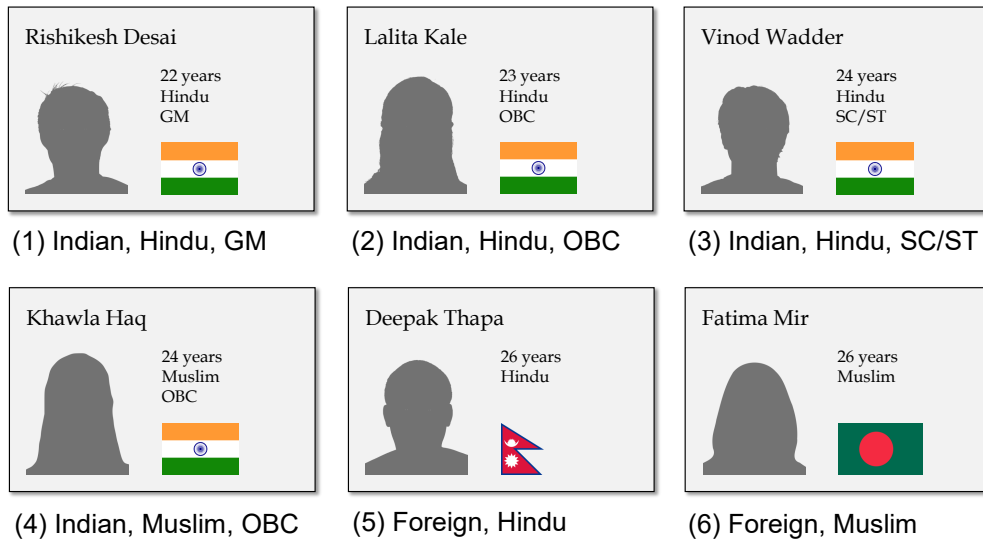 Rishikesh Desai
22 years
Hindu
GM
(1) Indian, Hindu, GM
Lalita Kale
23 years
Hindu
OBC
(2) Indian, Hindu, OBC
Vinod Wadder
24 years
Hindu
SC/ST
(3) Indian, Hindu, SC/ST
Khawla Haq
24 years
Muslim
OBC
(4) Indian, Muslim, OBC
Deepak Thapa
26 years
Hindu
(5) Foreign, Hindu
Fatima Mir
26 years
Muslim
(6) Foreign, Muslim